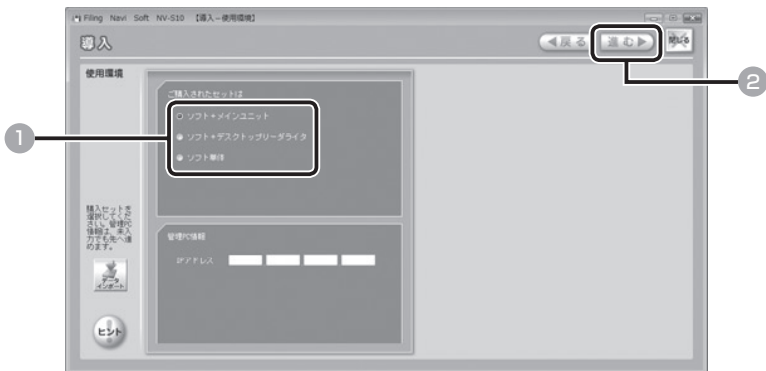 Filing Navi Soft NV-S10 【導入-使用環境】
導入
戻る
進む
閉じる
使用環境
ご購入されたセットは
ソフト+メインユニット
ソフト+デスクトップリーダライタ
ソフト単体
1
2
購入セットを
選択してくだ
さい。管理PC
情報は、未入
力でも先へ進
めます。
管理PC情報
IPアドレス
データ
インポート
ヒント